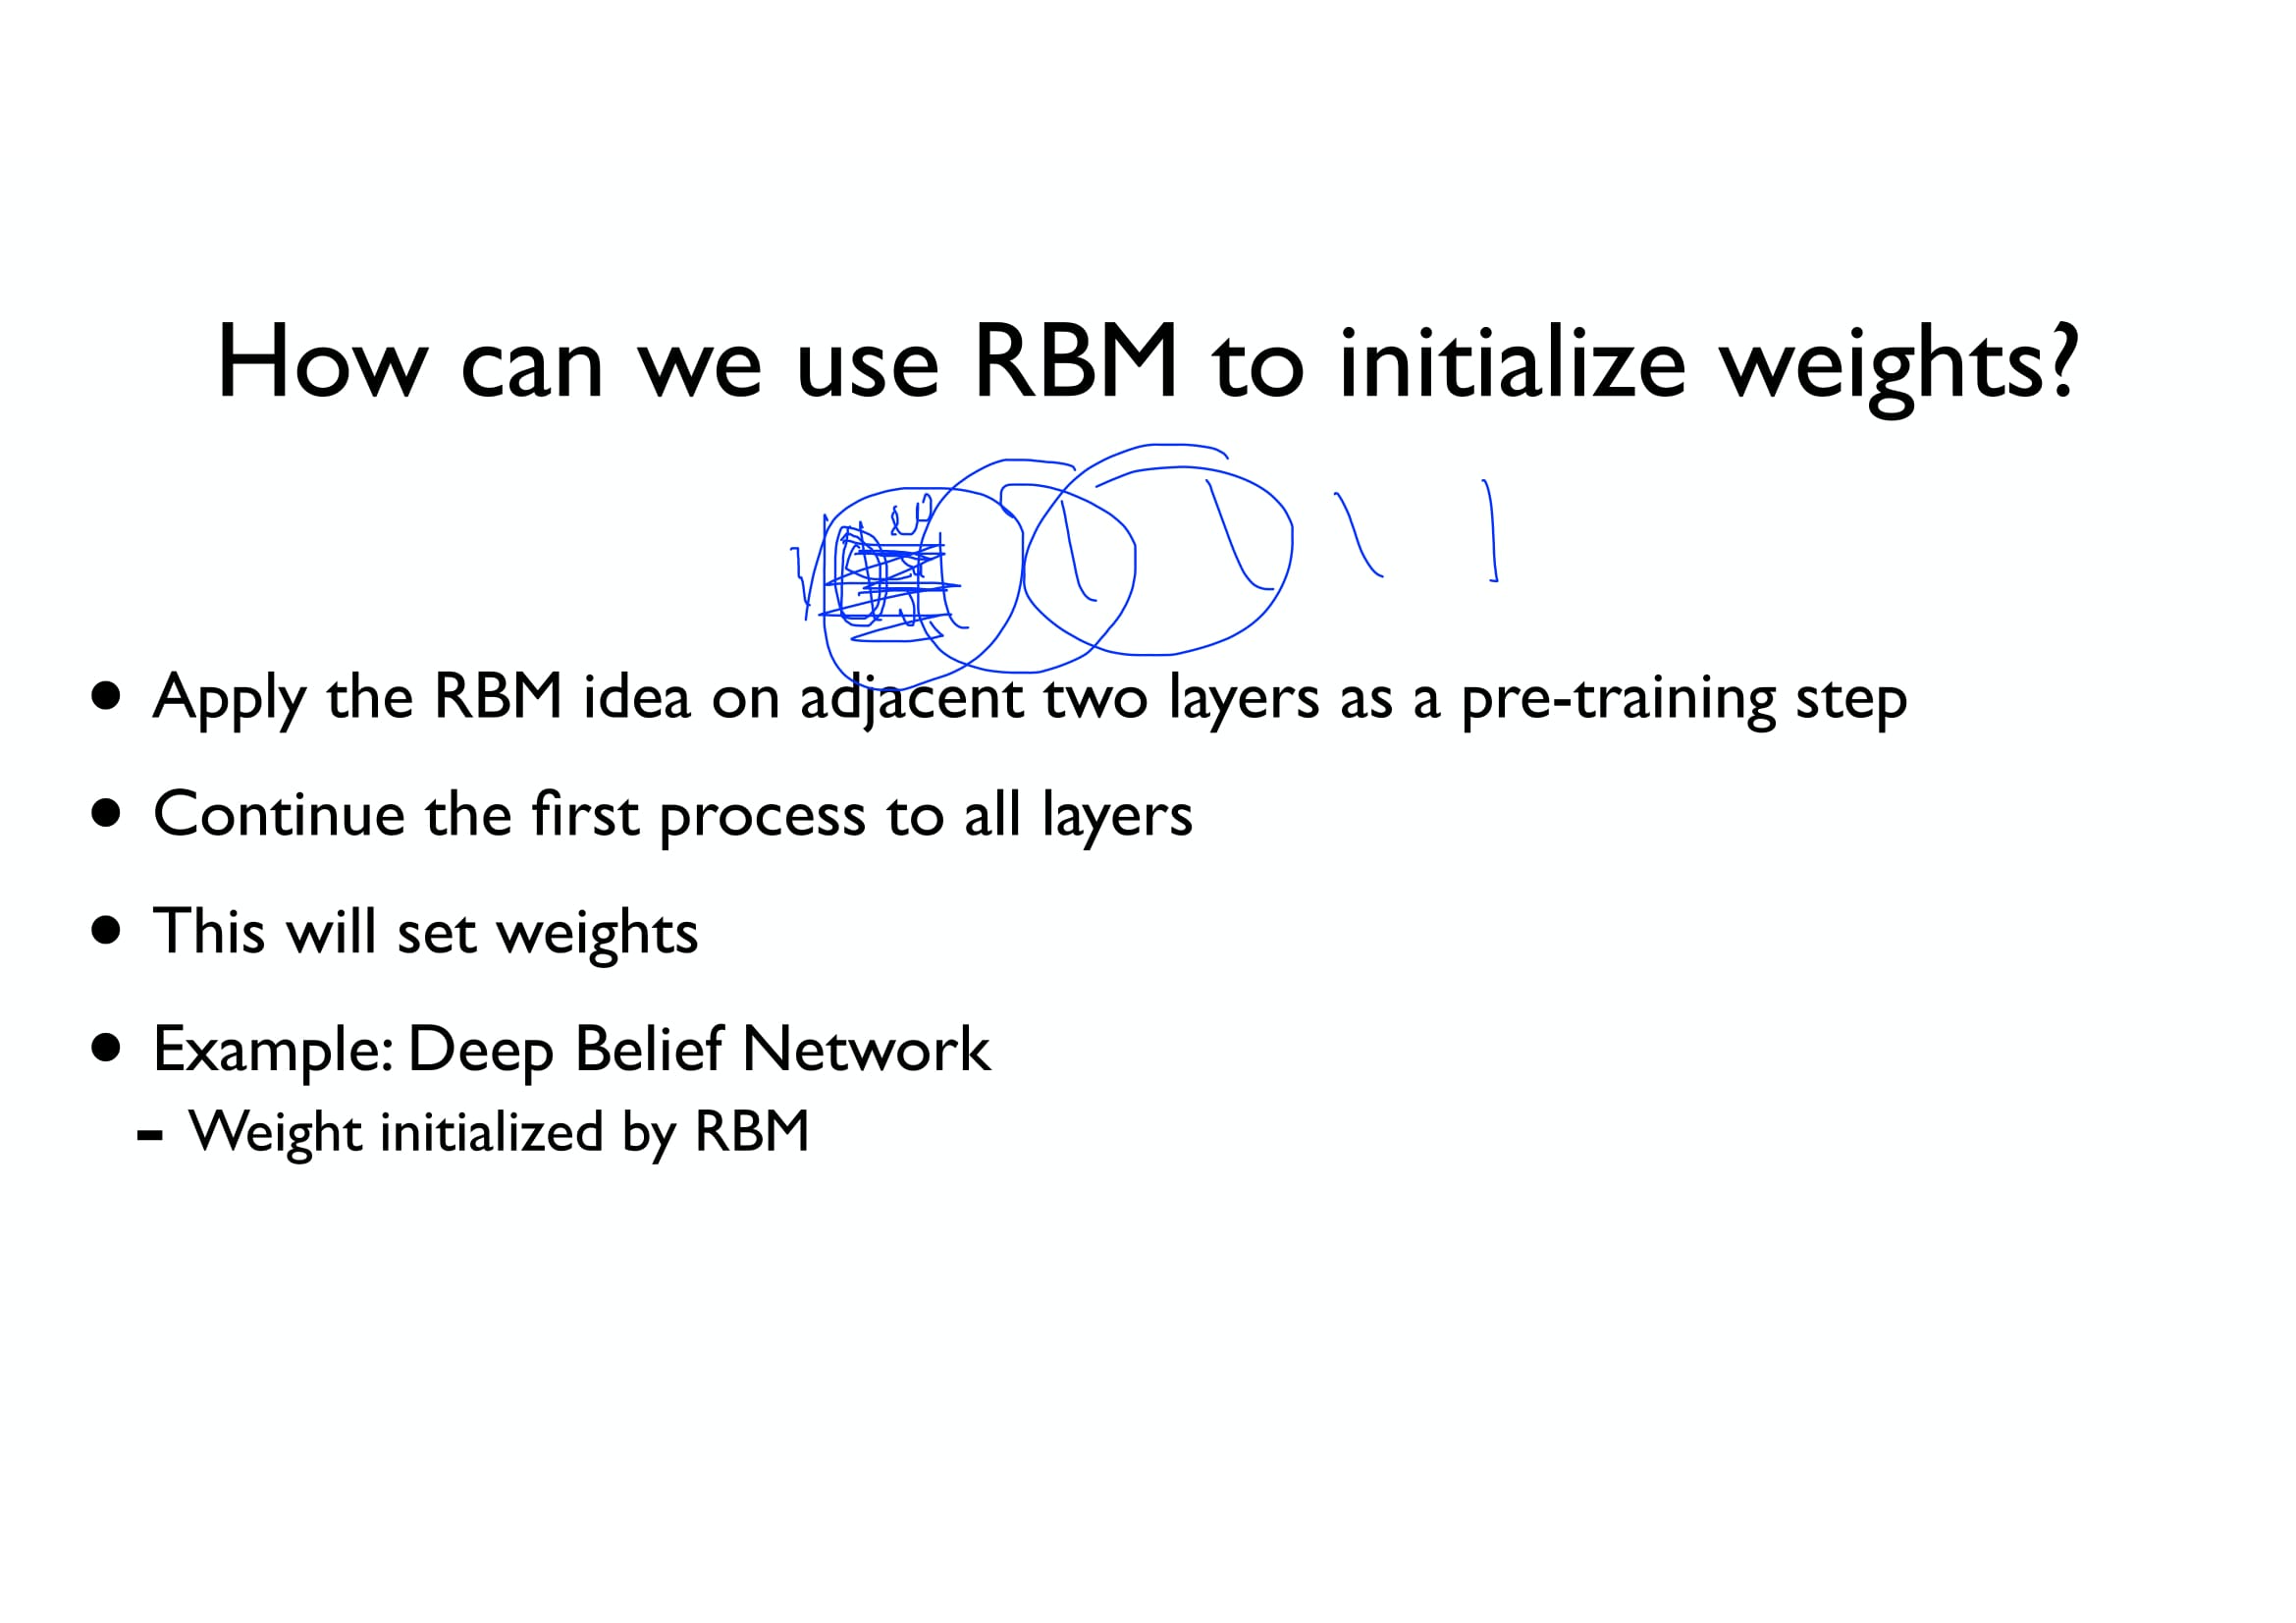 How can we use RBM to initialize weights?
• Apply the RBM idea on adjacent two layers as a pre-training step
• Continue the first process to all layers
• This will set weights
• Example: Deep Belief Network
- Weight initialized by RBM